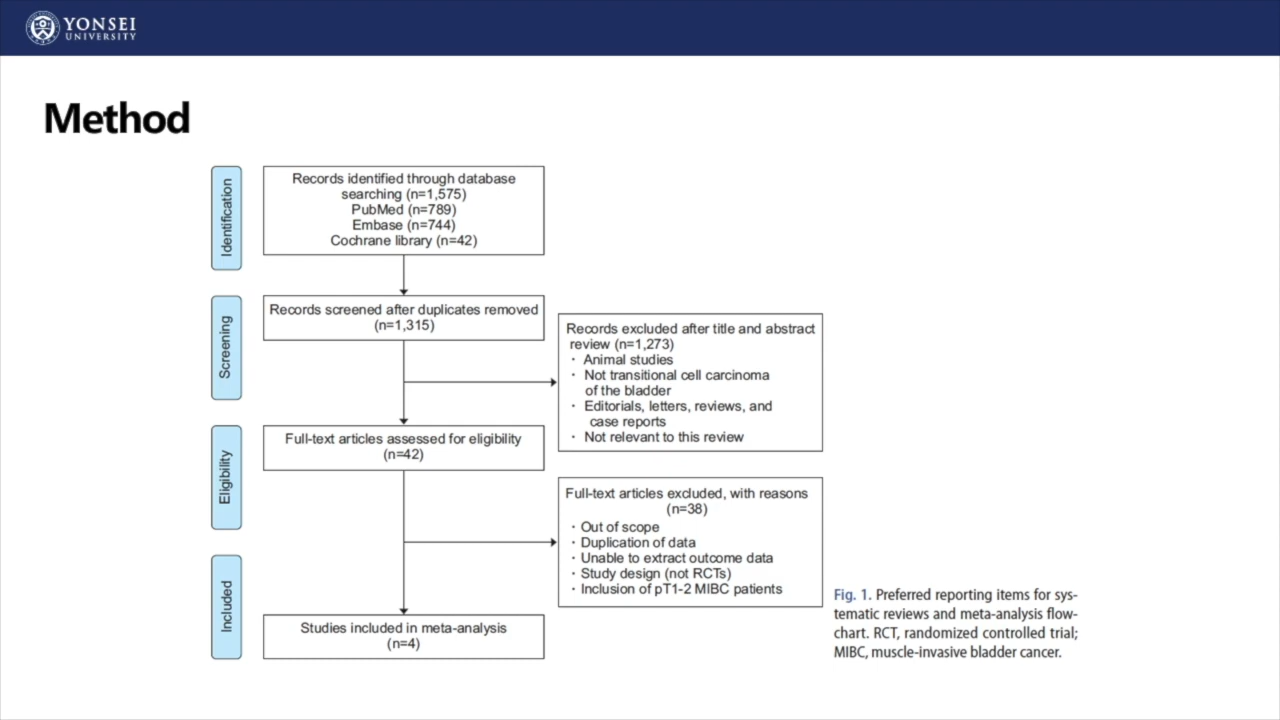 YONSEI
UNIVERSITY
Method
Identification
Records identified through database
searching (n=1,575)
PubMed (n=789)
Embase (n=744)
Cochrane library (n=42)
Screening
Records screened after duplicates removed
(n=1,315)
Records excluded after title and abstract
review (n=1,273)
· Animal studies
· Not transitional cell carcinoma
of the bladder
· Editorials, letters, reviews, and
case reports
· Not relevant to this review
Eligibility
Full-text articles assessed for eligibility
(n=42)
Full-text articles excluded, with reasons
(n=38)
· Out of scope
· Duplication of data
· Unable to extract outcome data
· Study design (not RCTs)
· Inclusion of pT1-2 MIBC patients
Included
Studies included in meta-analysis
(n=4)
Fig. 1. Preferred reporting items for sys-
tematic reviews and meta-analysis flow-
chart. RCT, randomized controlled trial;
MIBC, muscle-invasive bladder cancer.